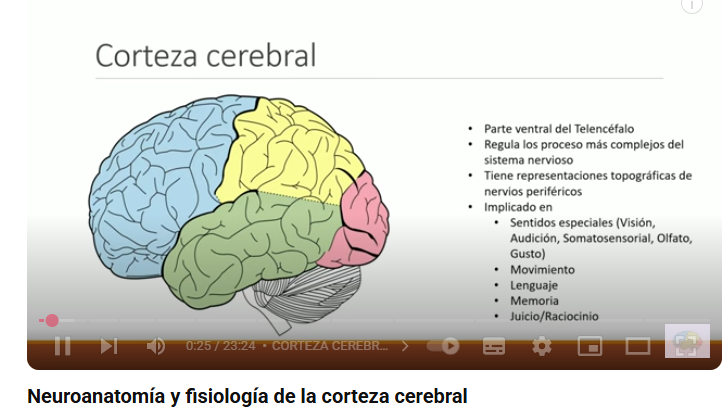 Corteza cerebral
• Parte ventral del Telencéfalo
• Regula los proceso más complejos del
sistema nervioso
• Tiene representaciones topográficas de
nervios periféricos
• Implicado en
• Sentidos especiales (Visión,
Audición, Somatosensorial, Olfato,
Gusto)
• Movimiento
• Lenguaje
• Memoria
• Juicio/Raciocinio
0:25 / 23:24 • CORTEZA CEREBR...
Neuroanatomía y fisiología de la corteza cerebral